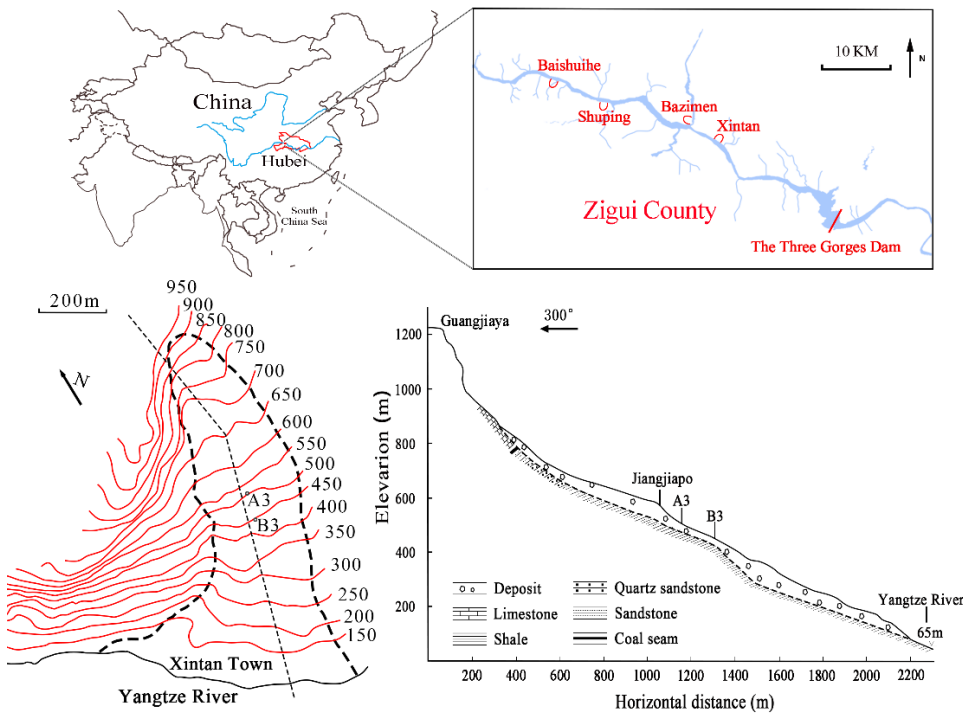 China
Hubei
South
China Sea
10 KM
N
Baishuihe
Shuping
Bazimen
Xintan
Zigui County
The Three Gorges Dam
200m
N
950
900
850
800
750
700
650
600
550
500
450
400
350
300
250
200
150
A3
B3
Xintan Town
Yangtze River
Guangjiaya
300°
1200
1000
800
600
400
200
Elevarion (m)
Jiangjiapo
A3
B3
Deposit
Quartz sandstone
Limestone
Sandstone
Shale
Coal seam
Yangtze River
65m
200 400 600 800 1000 1200 1400 1600 1800 2000 2200
Horizontal distance (m)